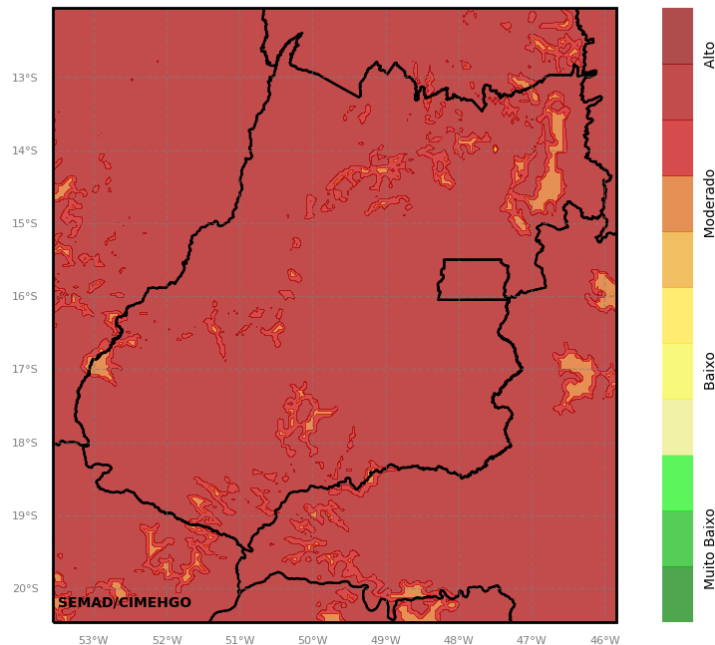 13°S
14°S
15°S
16°S
17°S
18°S
19°S
20°S
SEMAD/CIMEHGO
53°W
52°W
51°W
50°W
49°W
48°W
47°W
46°W
Alto
Moderado
Baixo
Muito Baixo